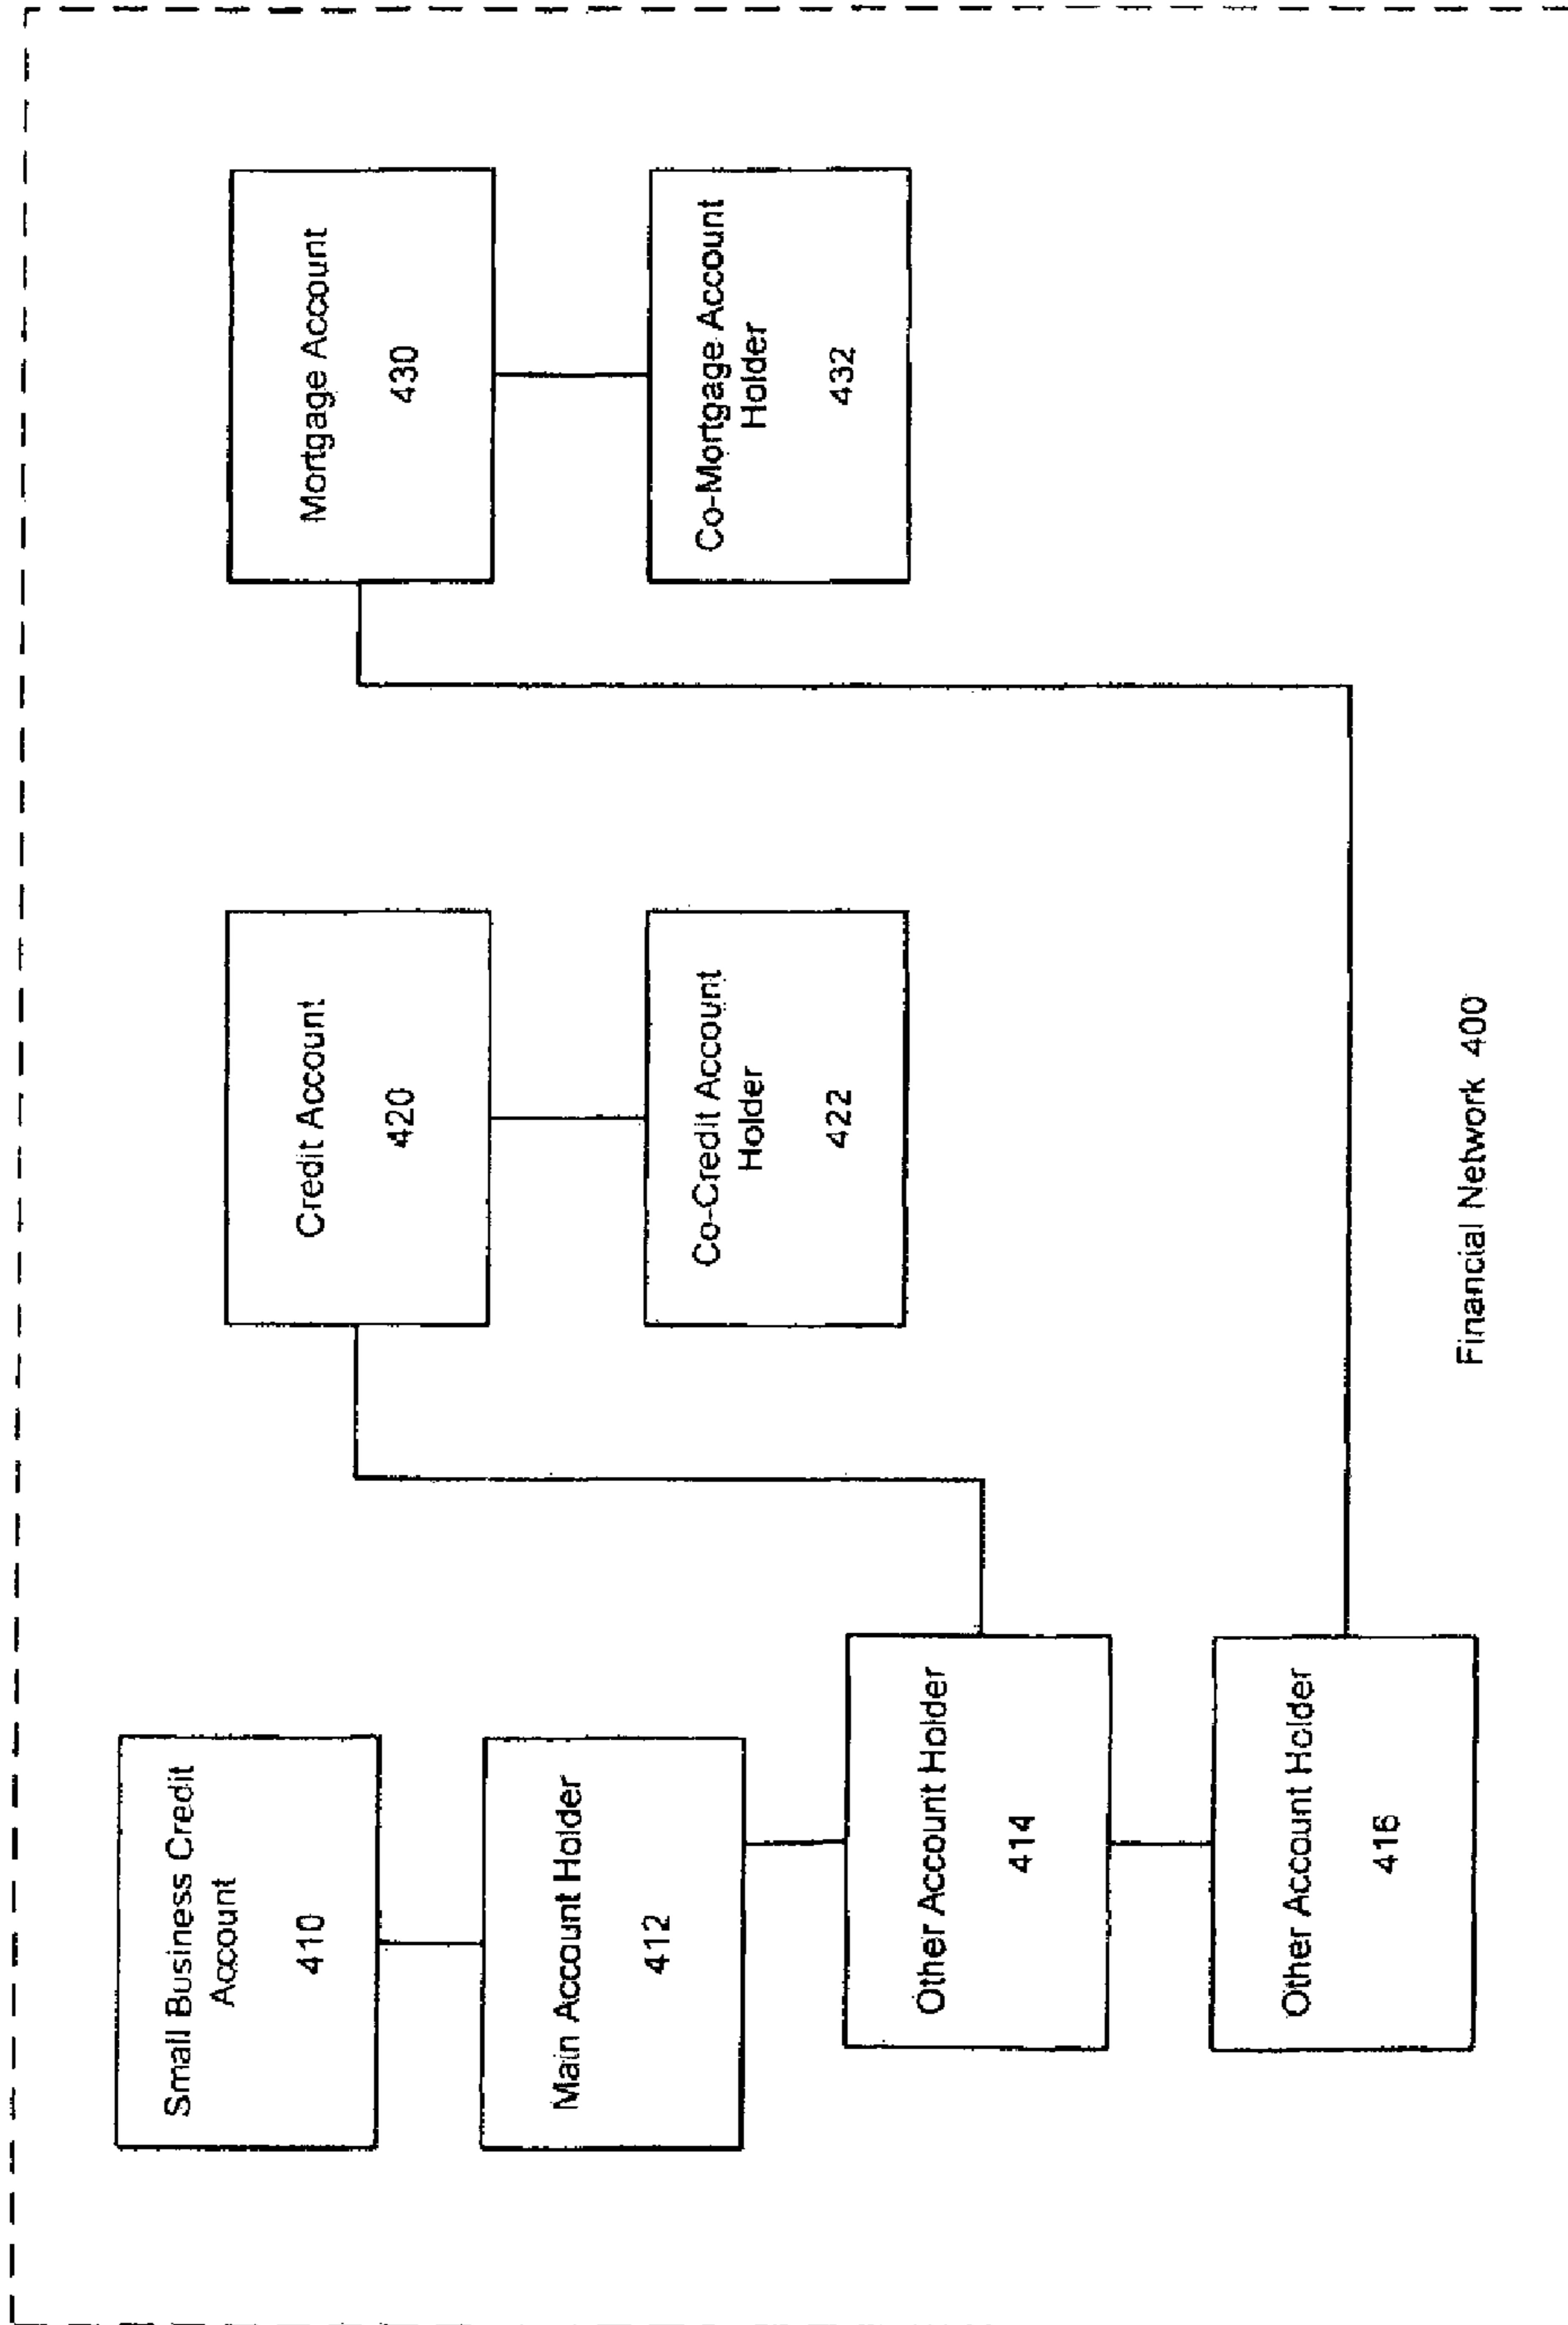 Small Business Credit
Account
410
Main Account Holder
412
Other Account Holder
414
Other Account Holder
416
Credit Account
420
Co-Credit Account
Holder
422
Mortgage Account
430
Co-Mortgage Account
Holder
432
Financial Network 400